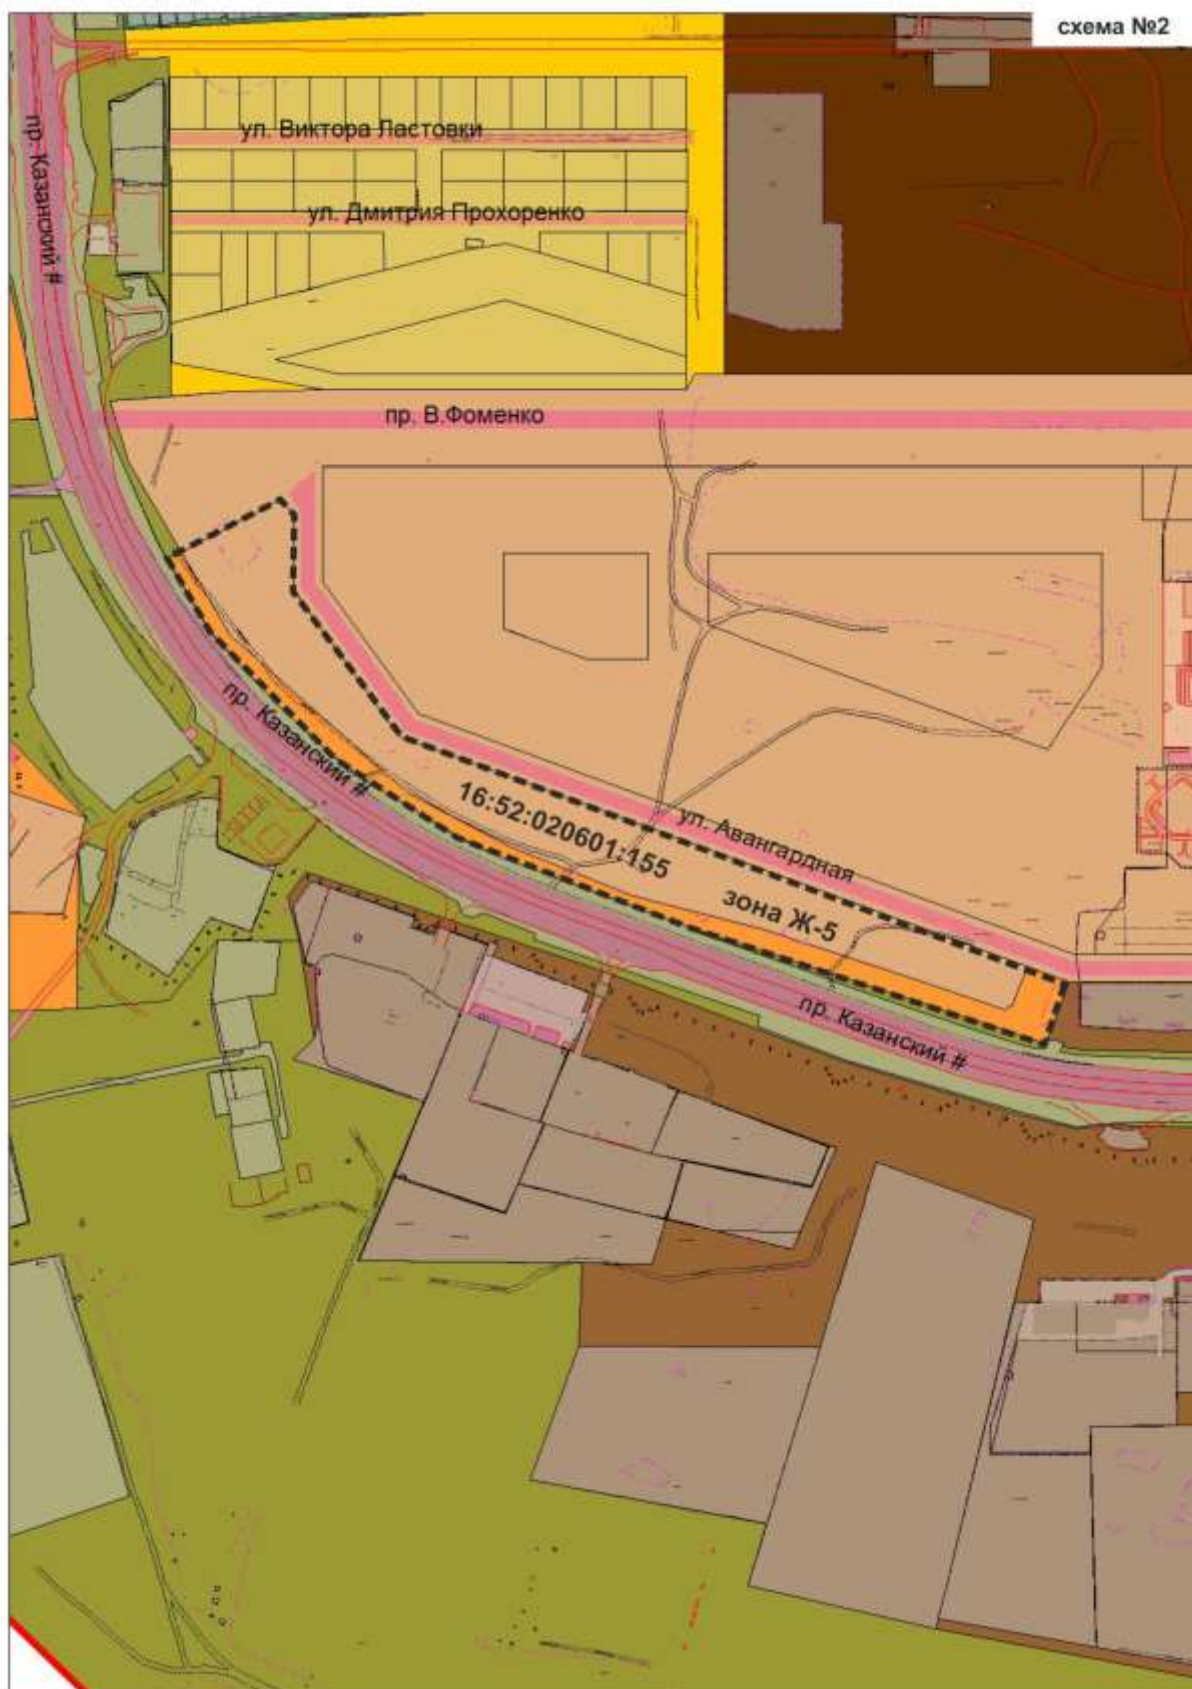 схема №2
ул. Виктора Ластовки
пр. Казанский #
ул. Дмитрия Прохоренко
пр. В.Фоменко
пр. Казанский #
16:52:020601:155
ул. Авангардная
зона Ж-5
пр. Казанский #